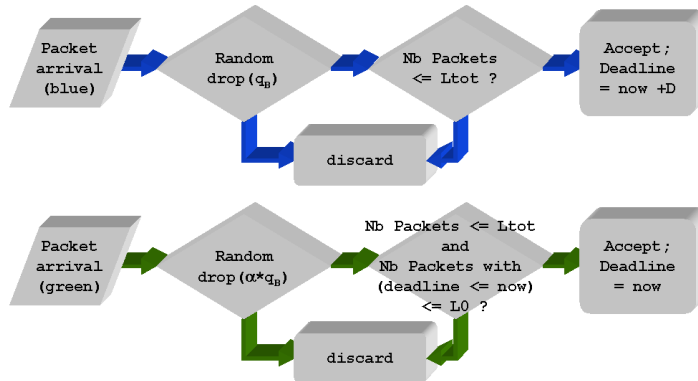 Packet
arrival
(blue)
Random
drop(qB)
Nb Packets
<= Ltot ?
Accept;
Deadline
= now +D
discard
Packet
arrival
(green)
Random
drop(α*qB)
Nb Packets <= Ltot
and
Nb Packets with
(deadline <= now)
<= L0 ?
Accept;
Deadline
= now
discard